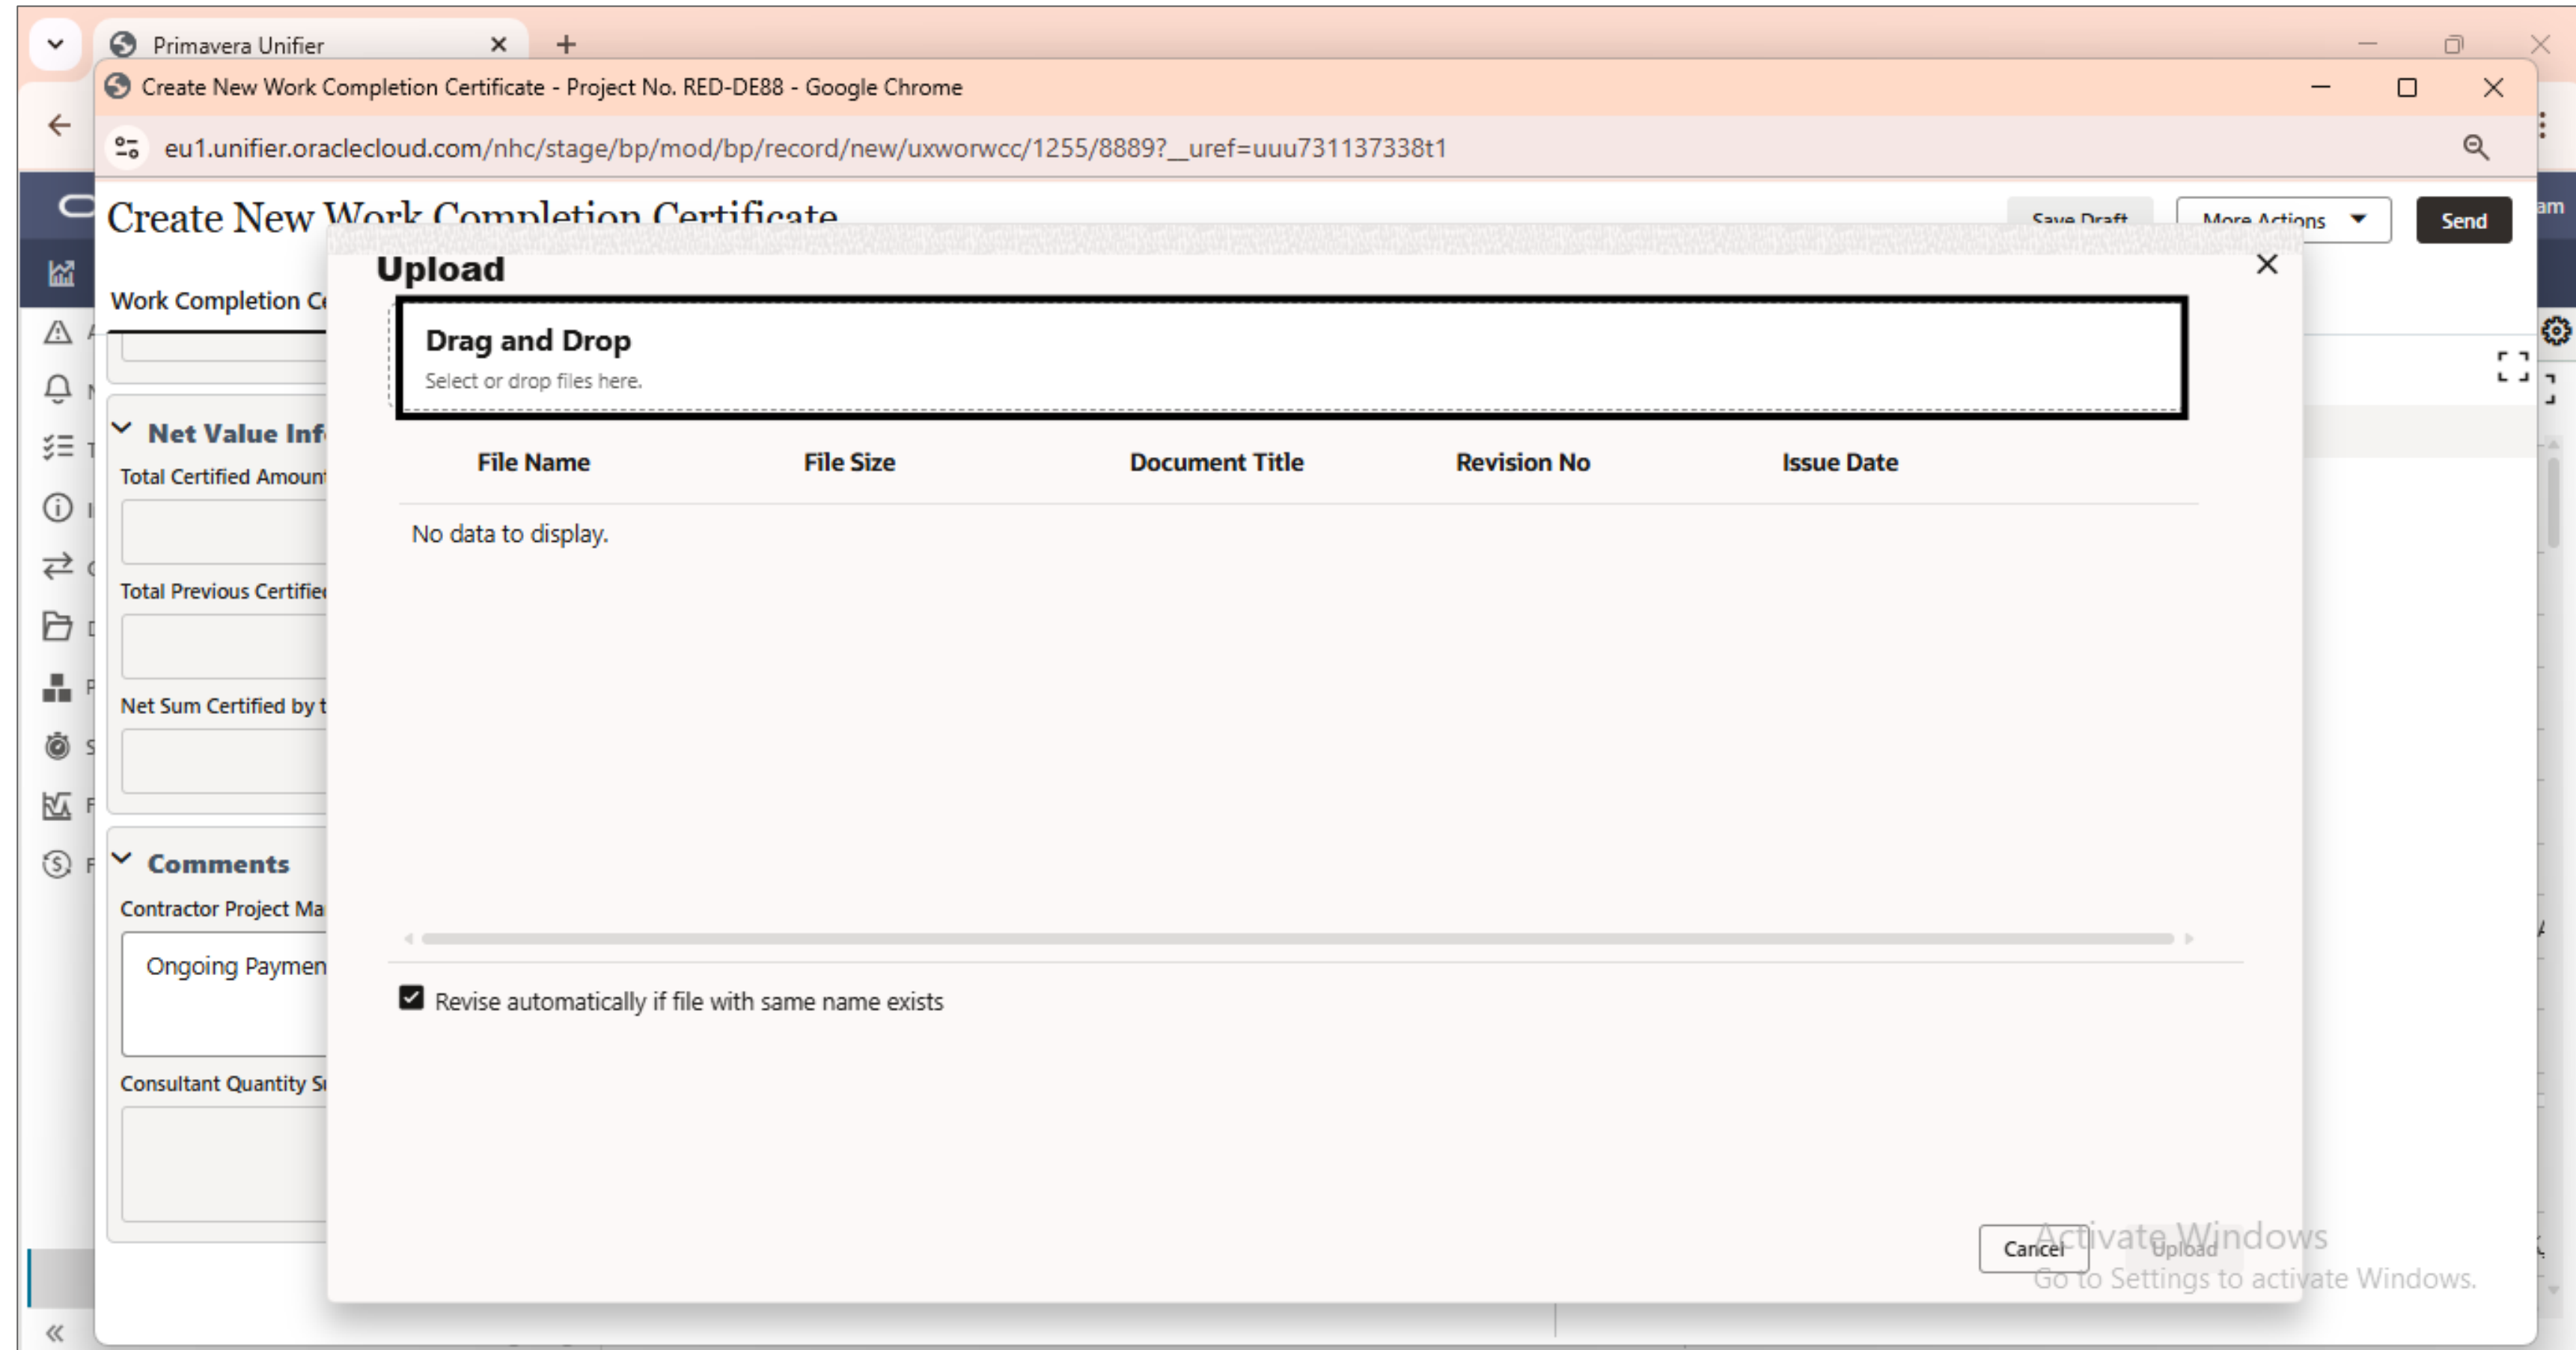 Primavera Unifier
Create New Work Completion Certificate - Project No. RED-DE88 - Google Chrome
eu1.unifier.oraclecloud.com/nhc/stage/bp/mod/bp/record/new/uxworwcc/1255/8889?__uref=uuu731137338t1
Create New Work Completion Certificate
Save Draft
More Actions
Send
am
Upload
Work Completion Ce
Drag and Drop
Select or drop files here.
Net Value Inf
File Name File Size Document Title Revision No Issue Date
Total Certified Amount
No data to display.
Total Previous Certified
Net Sum Certified by t
Comments
Contractor Project Ma
Ongoing Paymen
Revise automatically if file with same name exists
Consultant Quantity Su
Cancel
Upload
Activate Windows
Go to Settings to activate Windows.